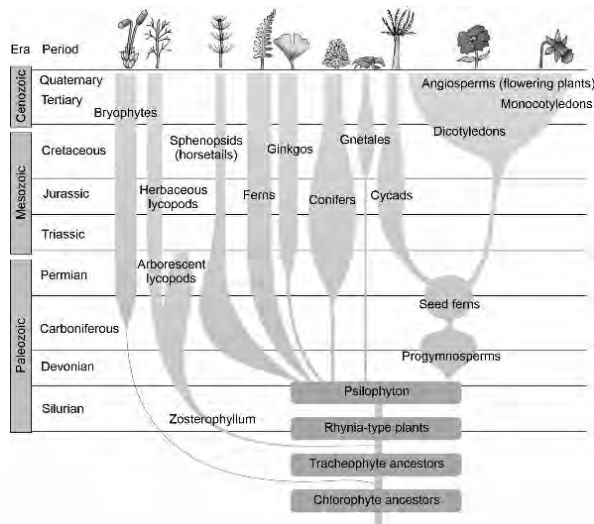 Era Period
Cenozoic
Quaternary
Tertiary
Angiosperms (flowering plants)
Monocotyledons
Bryophytes
Dicotyledons
Mesozoic
Cretaceous
Sphenopsids
(horsetails)
Ginkgos
Gnetales
Jurassic
Herbaceous
lycopods
Ferns
Conifers
Cycads
Triassic
Paleozoic
Permian
Arborescent
lycopods
Seed ferns
Carboniferous
Progymnosperms
Devonian
Psilophyton
Silurian
Zosterophyllum
Rhynia-type plants
Tracheophyte ancestors
Chlorophyte ancestors